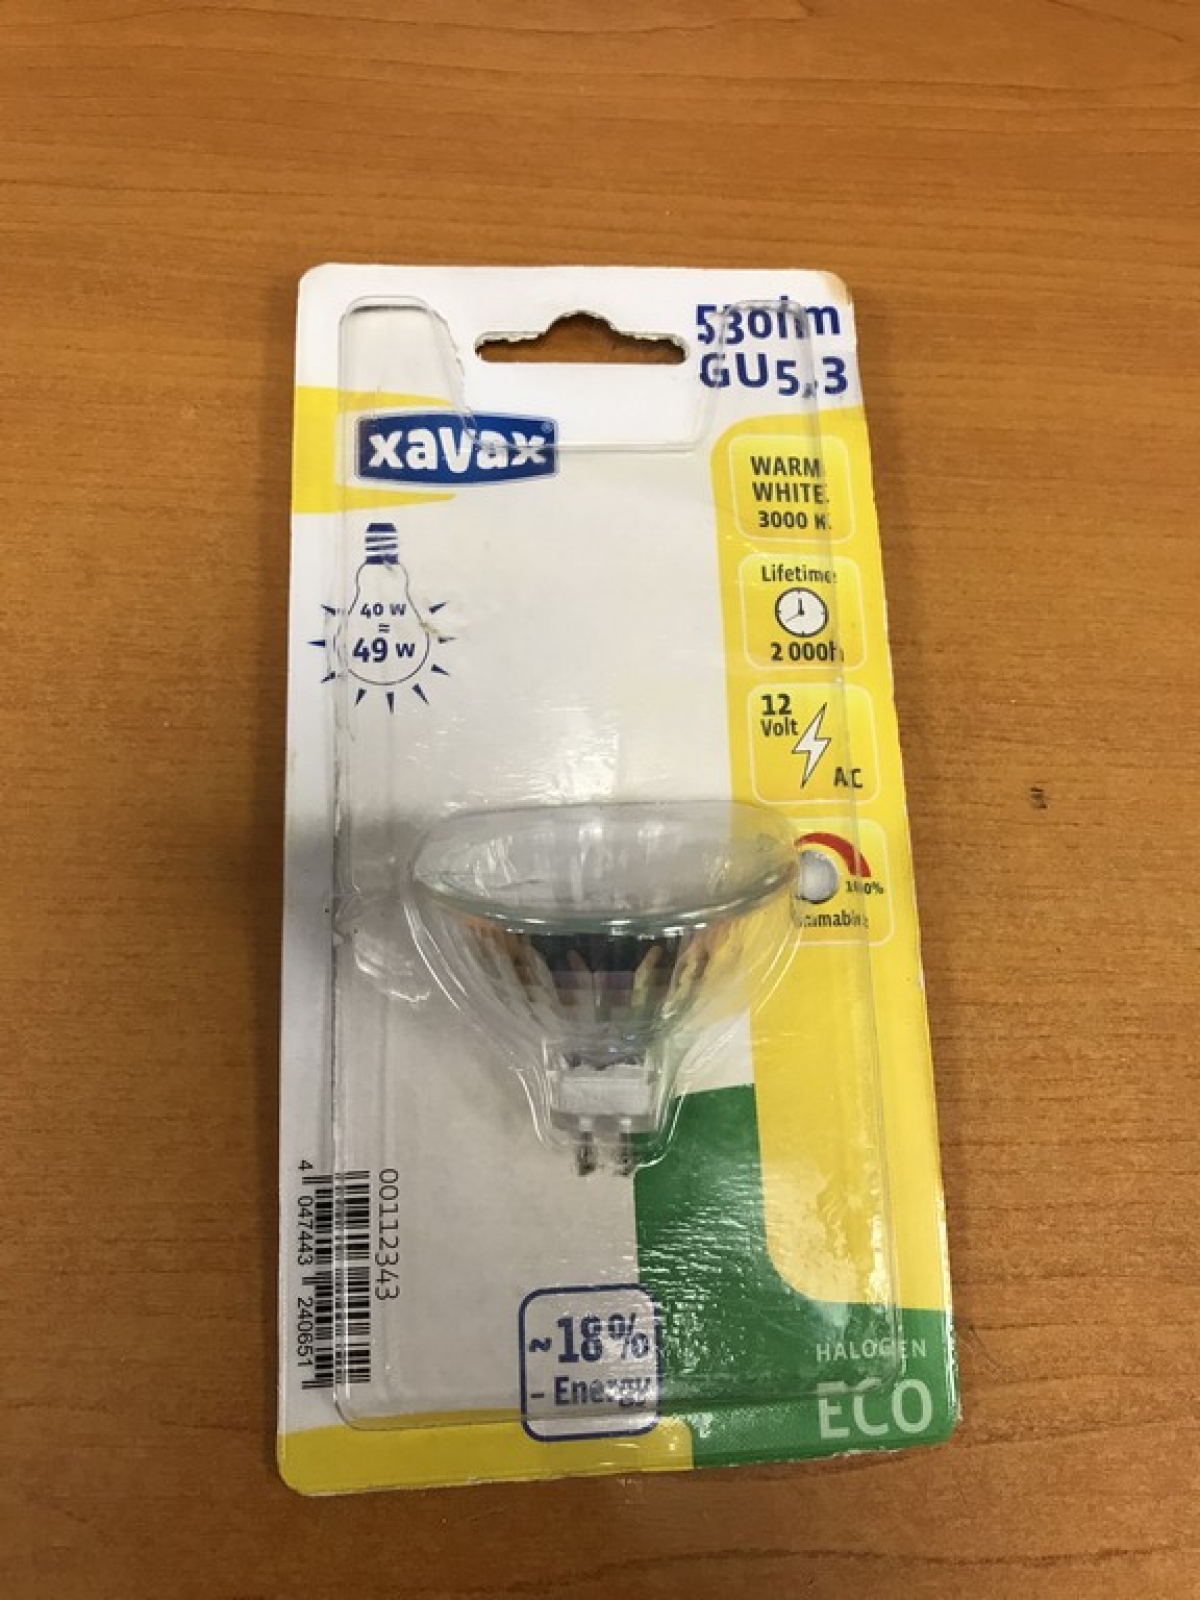 530lm
GU5,3
xavax®
WARM
WHITE
3000 K
40 W
=
49 W
Lifetime
2 000h
12
Volt
AC
100%
dimmable
00112343
4 047443 240651
~18%
- Energy
HALOGEN
ECO